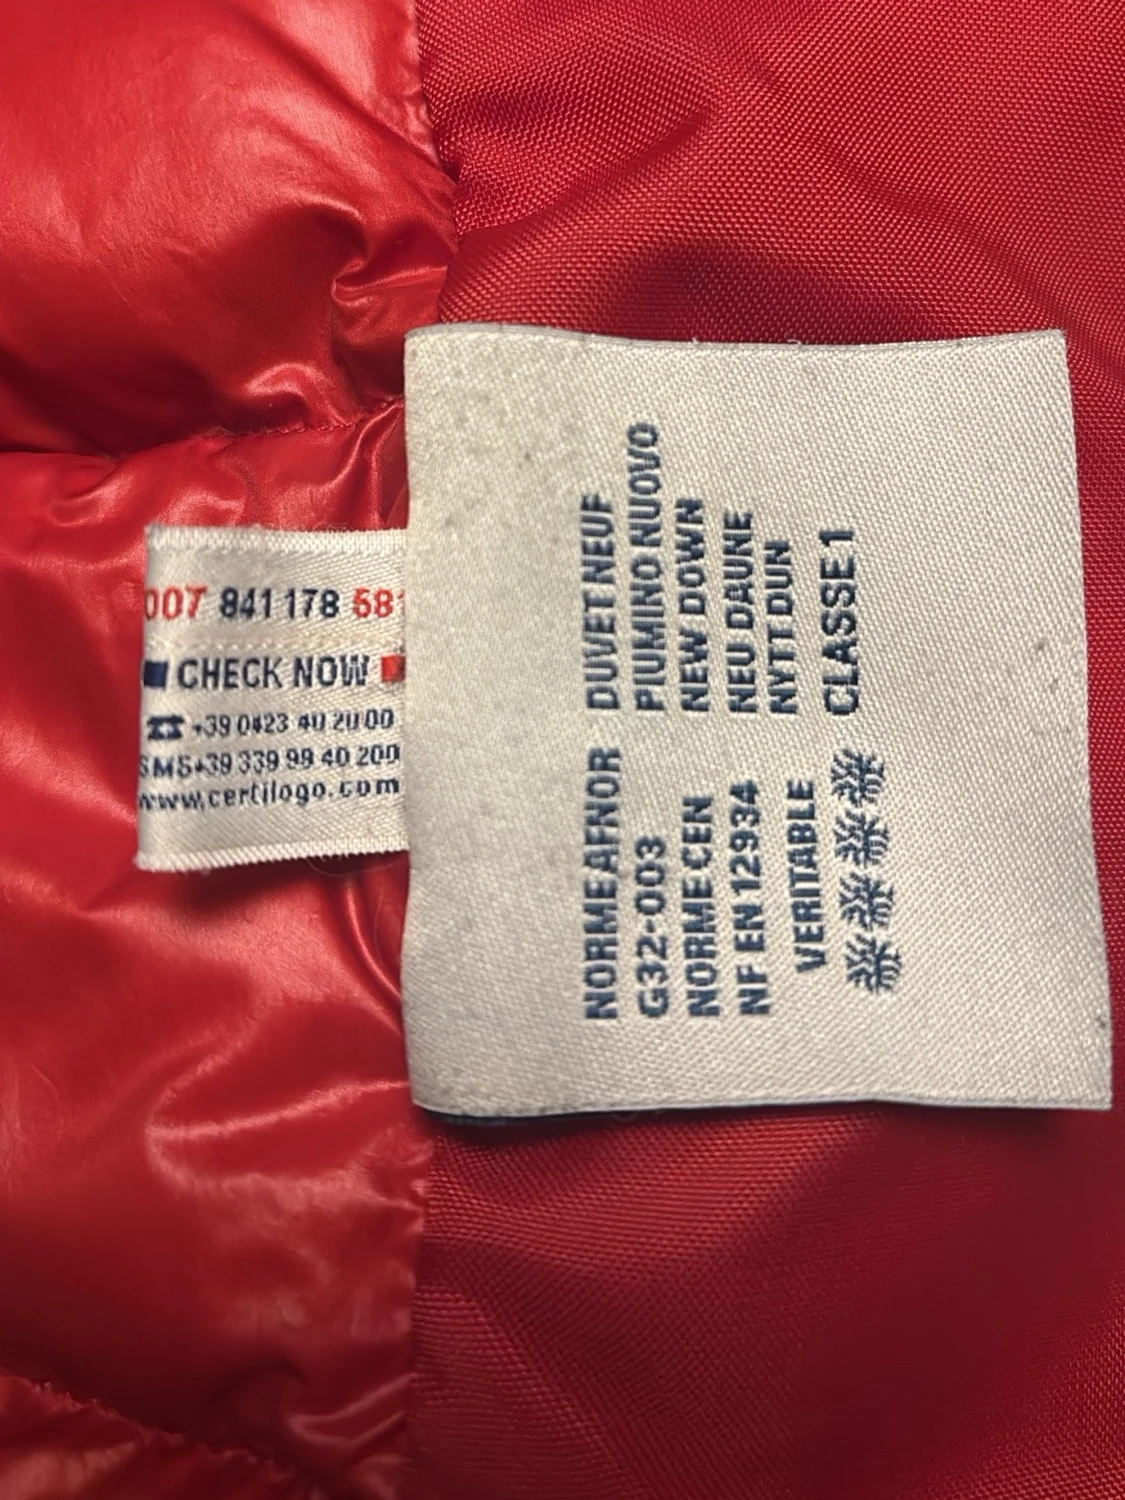 007 841 178 581
CHECK NOW
+39 0423 40 20 00
SMS+39 339 99 40 200
www.certilogo.com
NORME AFNOR DUVET NEUF
G32-003 PIUMINO NUOVO
NORME CEN NEW DOWN
NF EN 12934 NEU DAUNE
NYTT DUN
VERITABLE CLASSE 1